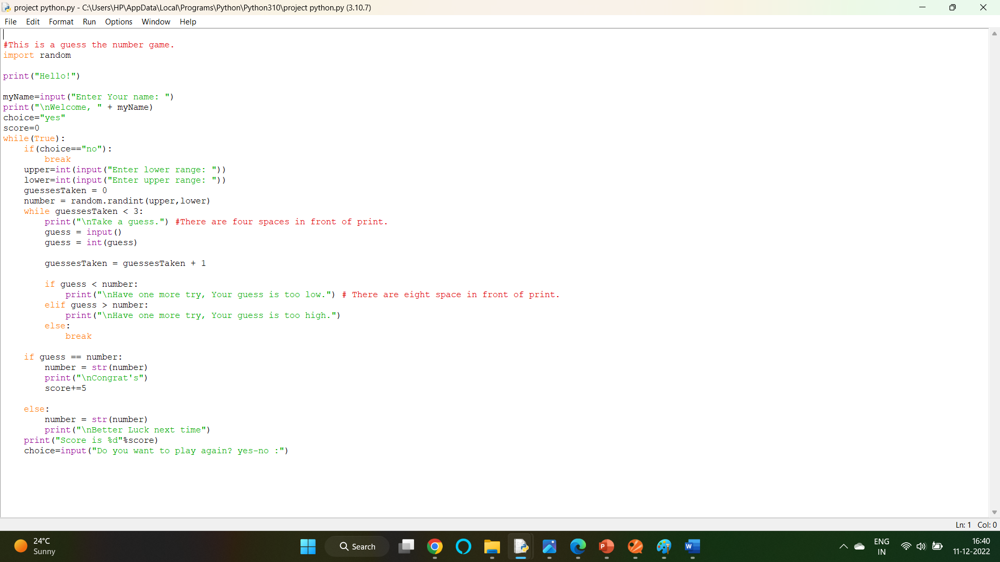 project python.py - C:\Users\HP\AppData\Local\Programs\Python\Python310\project python.py (3.10.7)
File Edit Format Run Options Window Help
#This is a guess the number game.
import random
print("Hello!")
myName=input("Enter Your name: ")
print("\nWelcome, " + myName)
choice="yes"
score=0
while(True):
    if(choice=="no"):
        break
    upper=int(input("Enter lower range: "))
    lower=int(input("Enter upper range: "))
    guessesTaken = 0
    number = random.randint(upper,lower)
    while guessesTaken < 3:
        print("\nTake a guess.") #There are four spaces in front of print.
        guess = input()
        guess = int(guess)
        guessesTaken = guessesTaken + 1
        if guess < number:
            print("\nHave one more try, Your guess is too low.") # There are eight space in front of print.
        elif guess > number:
            print("\nHave one more try, Your guess is too high.")
        else:
            break
    if guess == number:
        number = str(number)
        print("\nCongrat's")
        score+=5
    else:
        number = str(number)
        print("\nBetter Luck next time")
    print("Score is %d"%score)
    choice=input("Do you want to play again? yes-no :")
Ln: 1 Col: 0
24°C
Sunny
Search
P
W
ENG
IN
16:40
11-12-2022